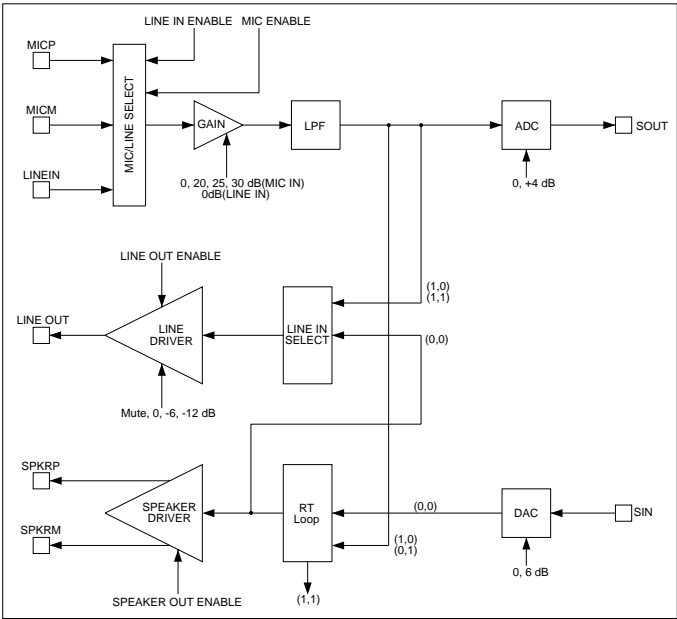 LINE IN ENABLE
MIC ENABLE
MICP
MICM
LINEIN
MIC/LINE SELECT
GAIN
LPF
ADC
SOUT
0, 20, 25, 30 dB(MIC IN)
0dB(LINE IN)
0, +4 dB
LINE OUT ENABLE
(1,0)
(1,1)
LINE OUT
LINE
DRIVER
LINE IN
SELECT
(0,0)
Mute, 0, -6, -12 dB
SPKRP
SPKRM
SPEAKER
DRIVER
RT
Loop
(0,0)
DAC
SIN
(1,0)
(0,1)
0, 6 dB
SPEAKER OUT ENABLE
(1,1)